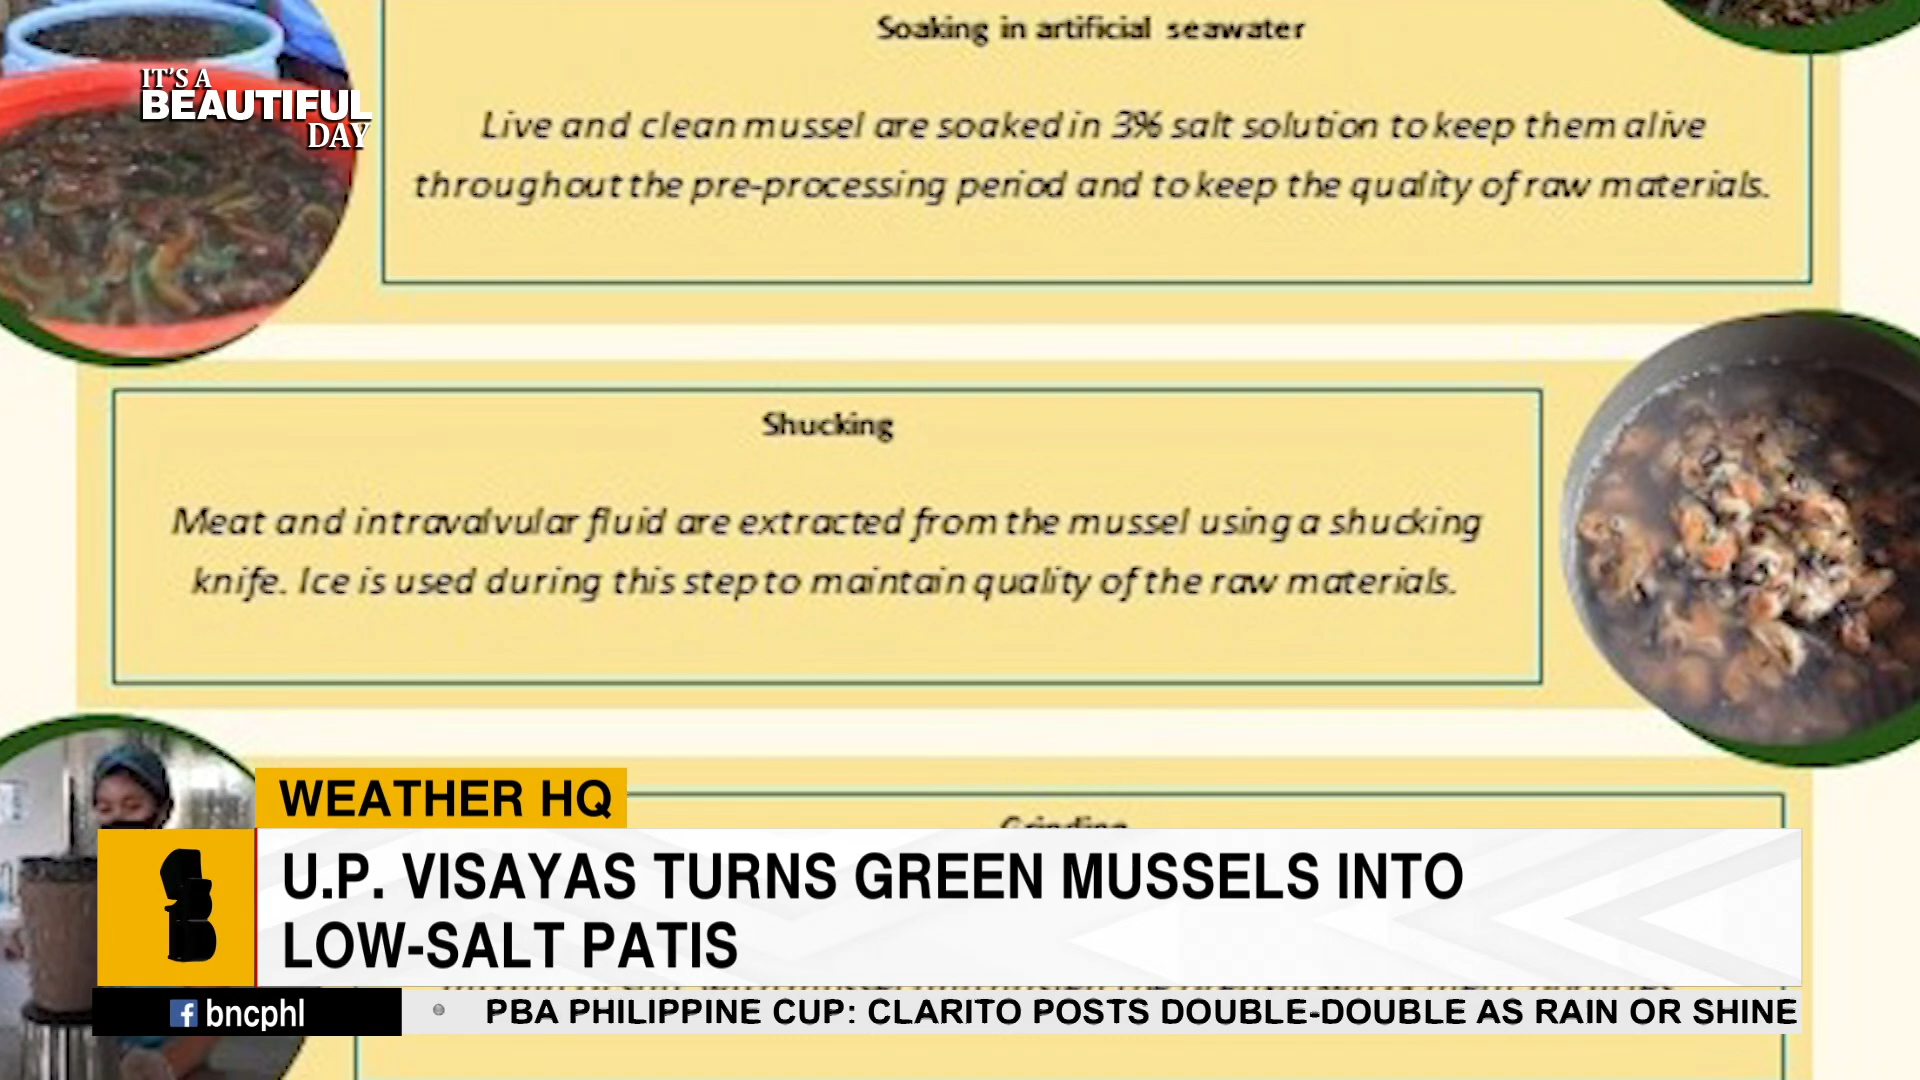 Soaking in artificial seawater
IT'S A
BEAUTIFUL
DAY
Live and clean mussel are soaked in 3% salt solution to keep them alive
throughout the pre-processing period and to keep the quality of raw materials.
Shucking
Meat and intravalvular fluid are extracted from the mussel using a shucking
knife. Ice is used during this step to maintain quality of the raw materials.
WEATHER HQ
Grinding
U.P. VISAYAS TURNS GREEN MUSSELS INTO
LOW-SALT PATIS
bncphl
PBA PHILIPPINE CUP: CLARITO POSTS DOUBLE-DOUBLE AS RAIN OR SHINE